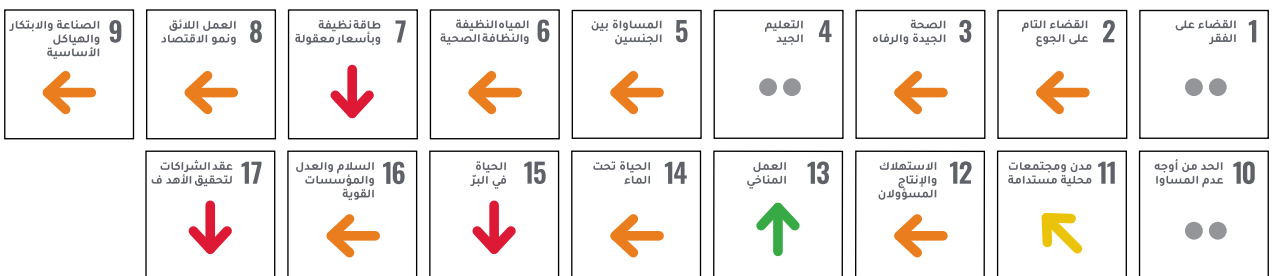 1 القضاء على
الفقر
2 القضاء التام
على الجوع
3 الصحة
الجيدة والرفاه
4 التعليم
الجيد
5 المساواة بين
الجنسين
6 المياه النظيفة
والنظافة الصحية
7 طاقة نظيفة
وبأسعار معقولة
8 العمل اللائق
ونمو الاقتصاد
9 الصناعة والابتكار
والهياكل
الأساسية
10 الحد من أوجه
عدم المساوا
11 مدن ومجتمعات
محلية مستدامة
12 الاستهلاك
والإنتاج
المسؤولان
13 العمل
المناخي
14 الحياة تحت
الماء
15 الحياة
في البرّ
16 السلام والعدل
والمؤسسات
القوية
17 عقد الشراكات
لتحقيق الأهد ف